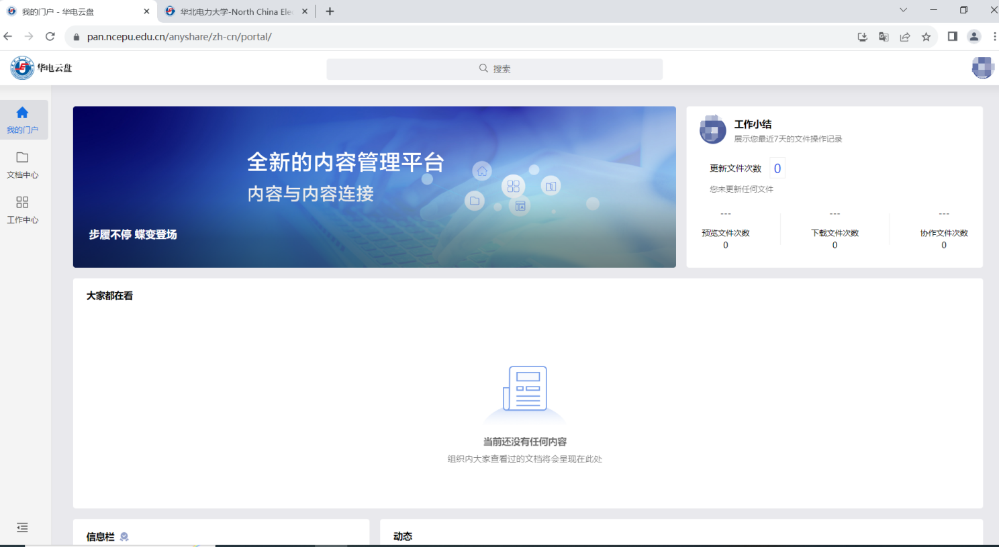 我的门户 - 华电云盘
华北电力大学-North China Elec
pan.ncepu.edu.cn/anyshare/zh-cn/portal/
华电云盘
搜索
我的门户
文档中心
工作中心
全新的内容管理平台
内容与内容连接
步履不停 蝶变登场
工作小结
展示您最近7天的文件操作记录
更新文件次数 0
您未更新任何文件
--- --- ---
预览文件次数 下载文件次数 协作文件次数
0 0 0
大家都在看
当前还没有任何内容
组织内大家查看过的文档将会呈现在此处
信息栏
动态